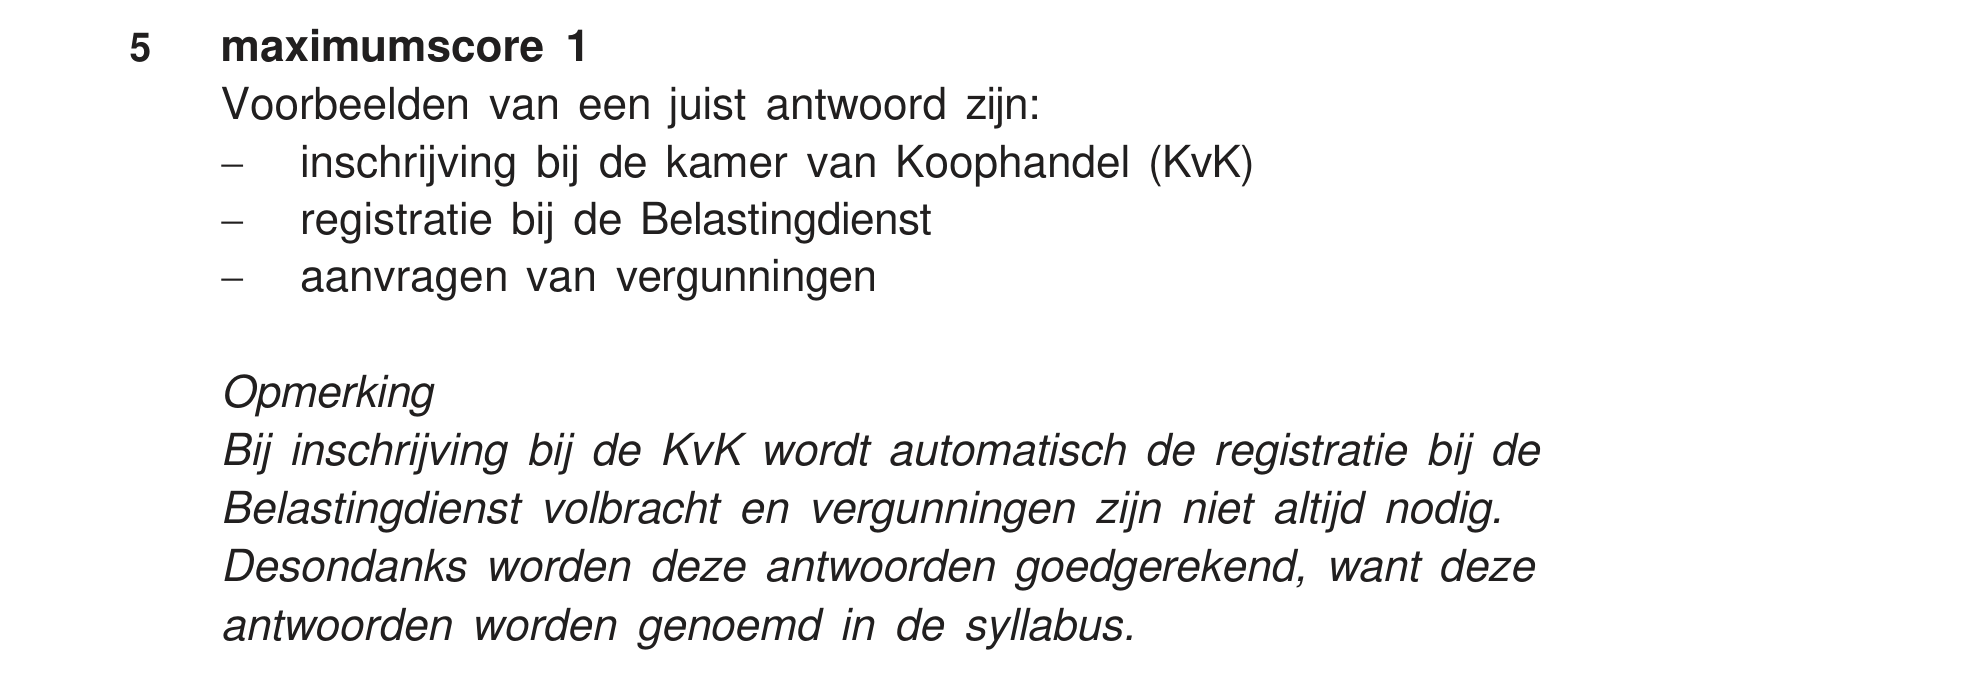 5 maximumscore 1
Voorbeelden van een juist antwoord zijn:
– inschrijving bij de kamer van Koophandel (KvK)
– registratie bij de Belastingdienst
– aanvragen van vergunningen
Opmerking
Bij inschrijving bij de KvK wordt automatisch de registratie bij de
Belastingdienst volbracht en vergunningen zijn niet altijd nodig.
Desondanks worden deze antwoorden goedgerekend, want deze
antwoorden worden genoemd in de syllabus.